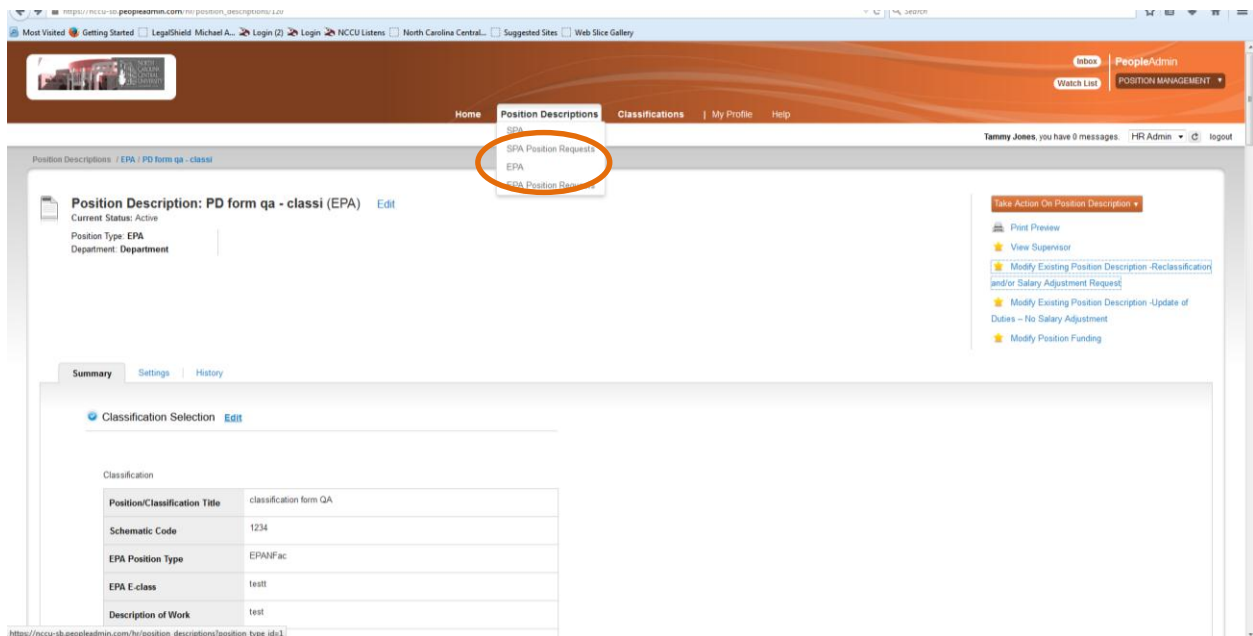 https://nccu-sb.peopleadmin.com/hr/position_descriptions/120
Search
Most Visited Getting Started LegalShield Michael A... Login (2) Login NCCU Listens North Carolina Central... Suggested Sites Web Slice Gallery
NORTH
CAROLINA
CENTRAL
UNIVERSITY
Inbox PeopleAdmin
Watch List POSITION MANAGEMENT
Home Position Descriptions Classifications | My Profile Help
SPA
SPA Position Requests
EPA
EPA Position Requests
Tammy Jones, you have 0 messages. HR Admin logout
Position Descriptions / EPA / PD form qa - classi
Position Description: PD form qa - classi (EPA) Edit
Current Status: Active
Position Type: EPA
Department: Department
Take Action On Position Description
Print Preview
View Supervisor
Modify Existing Position Description -Reclassification
and/or Salary Adjustment Request
Modify Existing Position Description -Update of
Duties – No Salary Adjustment
Modify Position Funding
Summary Settings History
Classification Selection Edit
Classification
Position/Classification Title classification form QA
Schematic Code 1234
EPA Position Type EPANFac
EPA E-class testt
Description of Work test
https://nccu-sb.peopleadmin.com/hr/position_descriptions?position_type_id=1